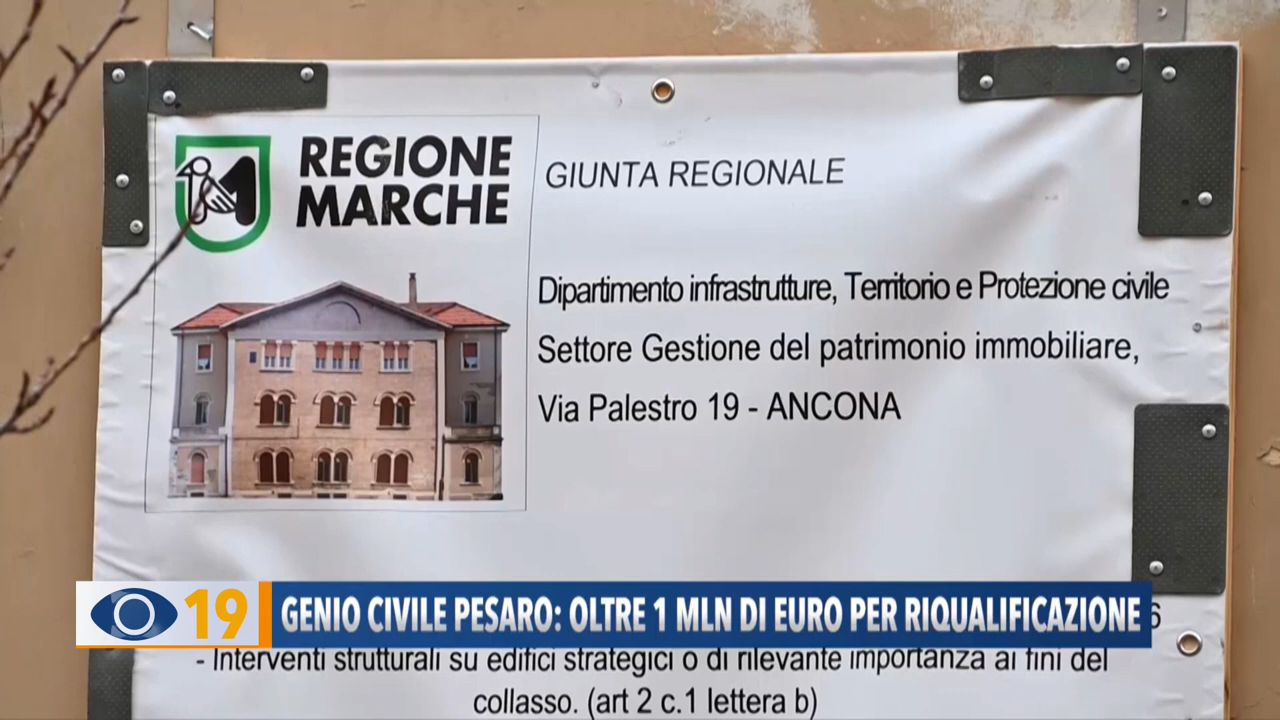 REGIONE
MARCHE
GIUNTA REGIONALE
Dipartimento infrastrutture, Territorio e Protezione civile
Settore Gestione del patrimonio immobiliare,
Via Palestro 19 - ANCONA
19
GENIO CIVILE PESARO: OLTRE 1 MLN DI EURO PER RIQUALIFICAZIONE
- Interventi strutturali su edifici strategici o di rilevante importanza ai fini del
collasso. (art 2 c.1 lettera b)